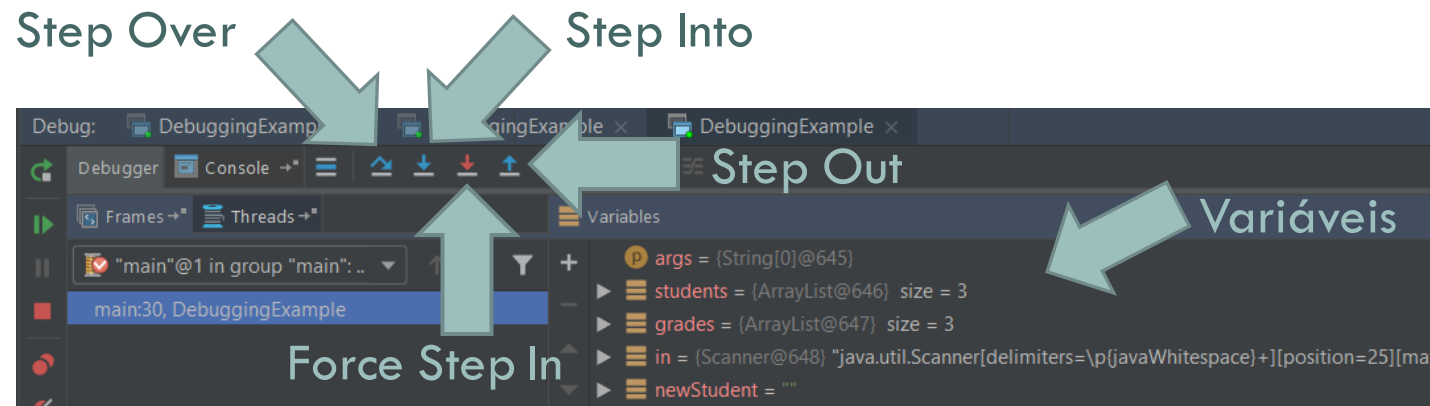 Step Over
Step Into
Debug:
DebuggingExamp
gingExample ×
DebuggingExample ×
Debugger
Console
Step Out
Frames
Threads
Variables
Variáveis
"main"@1 in group "main": ..
args = {String[0]@645}
students = {ArrayList@646} size = 3
main:30, DebuggingExample
grades = {ArrayList@647} size = 3
Force Step In
in = {Scanner@648} "java.util.Scanner[delimiters=\p{javaWhitespace}+][position=25][ma
newStudent = ""